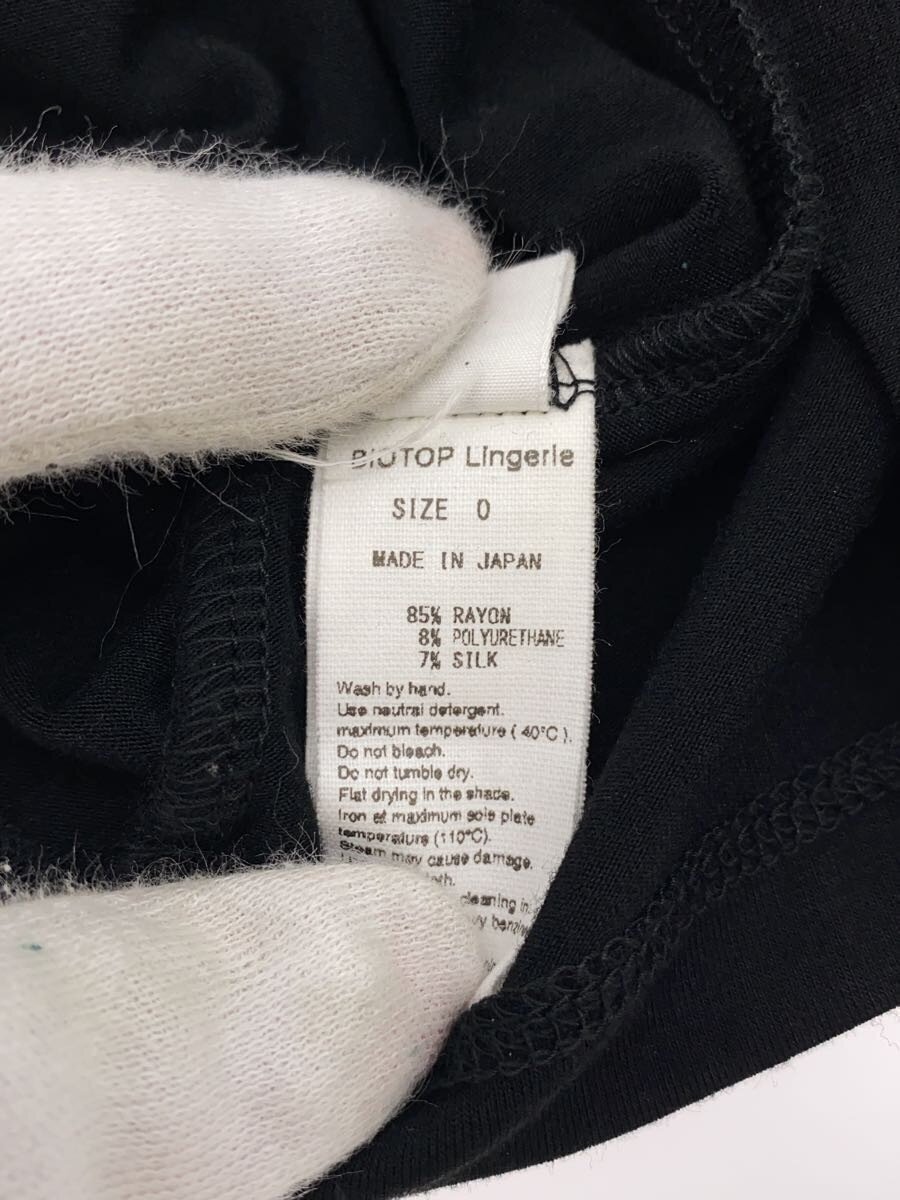 BIOTOP Lingerie
SIZE 0
MADE IN JAPAN
85% RAYON
8% POLYURETHANE
7% SILK
Wash by hand.
Use neutral detergent.
maximum temperature ( 40°C ).
Do not bleach.
Do not tumble dry.
Flat drying in the shade.
Iron at maximum sole plate
temperature (110°C).
Steam may cause damage.
cleaning in